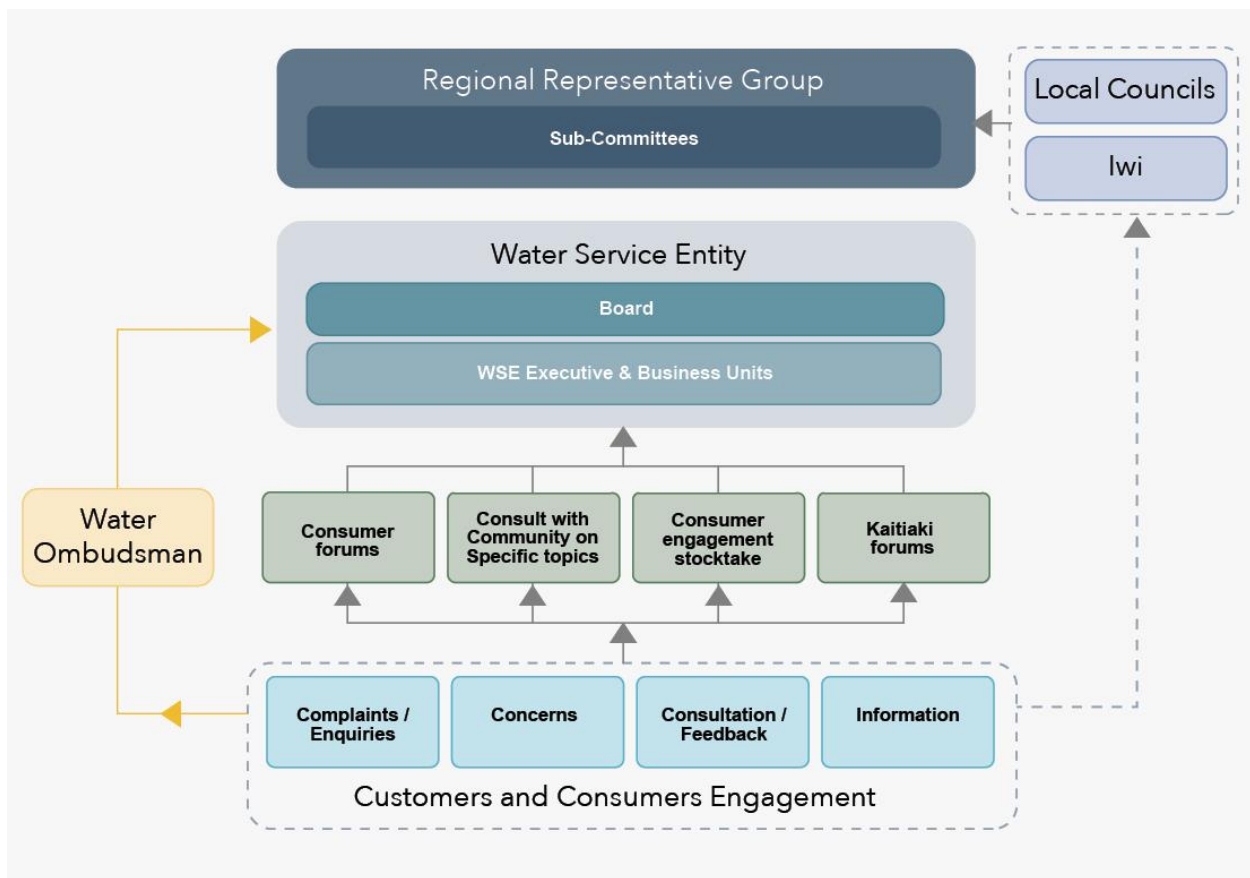 Regional Representative Group
Sub-Committees
Local Councils
Iwi
Water Service Entity
Board
WSE Executive & Business Units
Water
Ombudsman
Consumer
forums
Consult with
Community on
Specific topics
Consumer
engagement
stocktake
Kaitiaki
forums
Complaints /
Enquiries
Concerns
Consultation /
Feedback
Information
Customers and Consumers Engagement